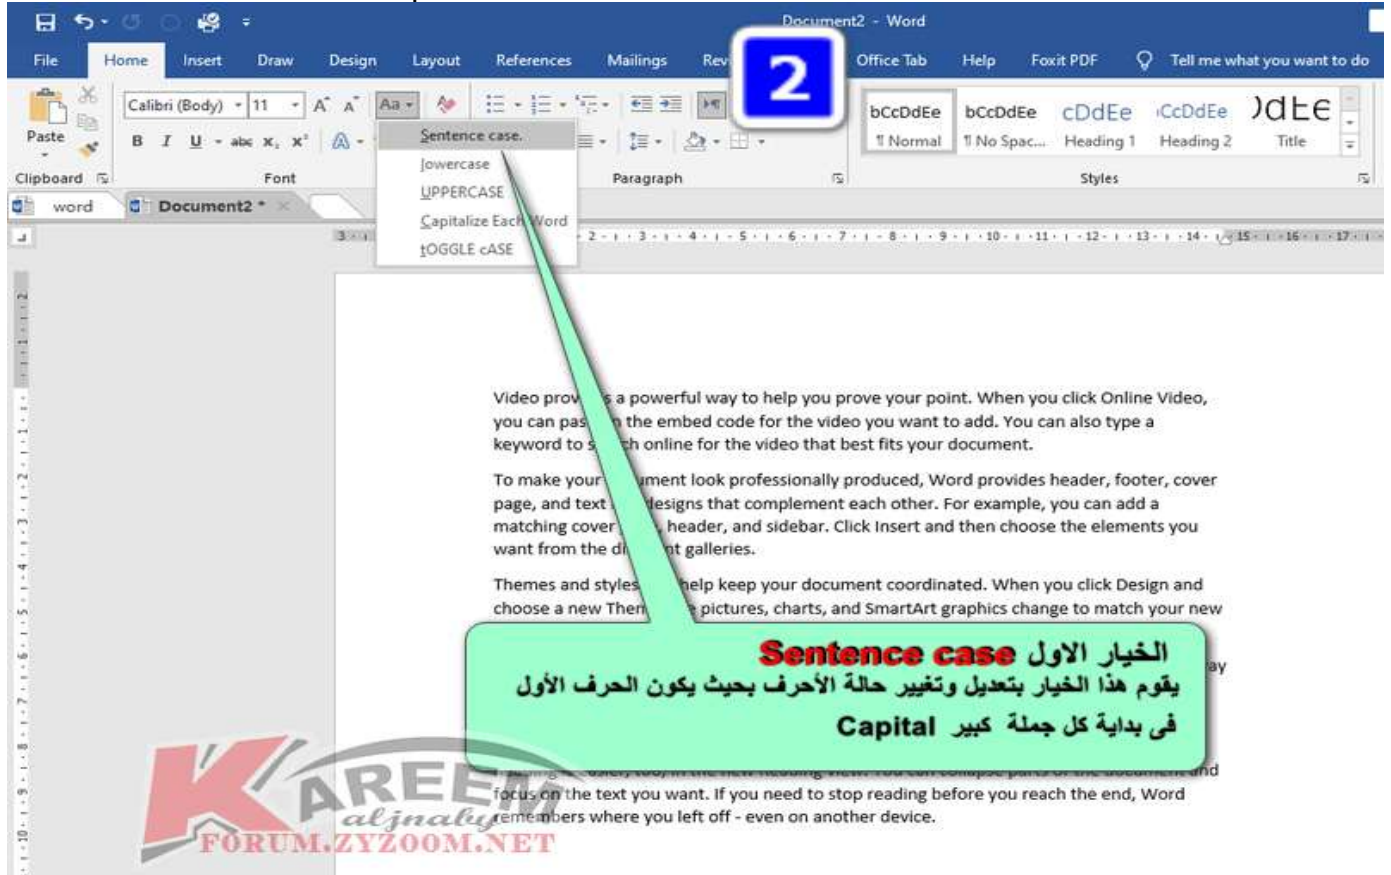 Document2 - Word
File Home Insert Draw Design Layout References Mailings Office Tab Help Foxit PDF Tell me what you want to do
2
Paste
Calibri (Body) 11 Aa
B I U abc x₂ x²
bCcDdEe bCcDdEe cDdEe CcDdEe
¶ Normal ¶ No Spac... Heading 1 Heading 2 Title
Clipboard Font Paragraph Styles
Sentence case.
lowercase
UPPERCASE
Capitalize Each Word
tOGGLE cASE
word Document2 *
Video a powerful way to help you prove your point. When you click Online Video,
you can the embed code for the video you want to add. You can also type a
keyword to online for the video that best fits your document.
To make your look professionally produced, Word provides header, footer, cover
page, and text designs that complement each other. For example, you can add a
matching cover header, and sidebar. Click Insert and then choose the elements you
want from the galleries.
Themes and styles help keep your document coordinated. When you click Design and
choose a new pictures, charts, and SmartArt graphics change to match your new
الخيار الاول Sentence case
يقوم هذا الخيار بتعديل وتغيير حالة الأحرف بحيث يكون الحرف الأول
فى بداية كل جملة كبير Capital
focus on the text you want. If you need to stop reading before you reach the end, Word
remembers where you left off - even on another device.
KAREEM
aljnaby
FORUM.ZYZOOM.NET